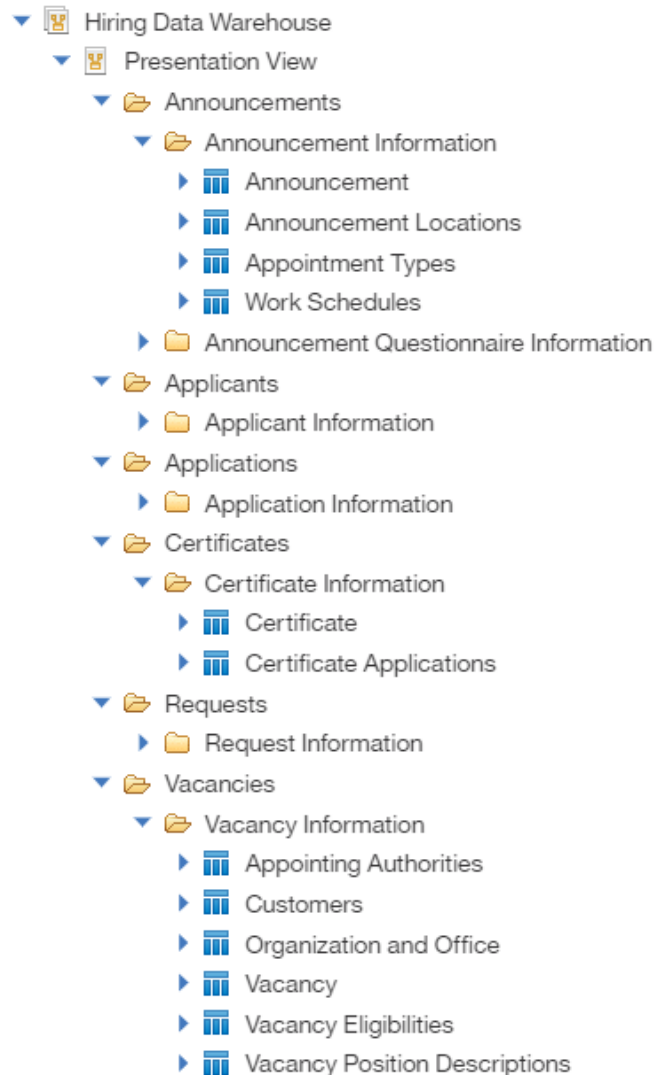 Hiring Data Warehouse
Presentation View
Announcements
Announcement Information
Announcement
Announcement Locations
Appointment Types
Work Schedules
Announcement Questionnaire Information
Applicants
Applicant Information
Applications
Application Information
Certificates
Certificate Information
Certificate
Certificate Applications
Requests
Request Information
Vacancies
Vacancy Information
Appointing Authorities
Customers
Organization and Office
Vacancy
Vacancy Eligibilities
Vacancy Position Descriptions